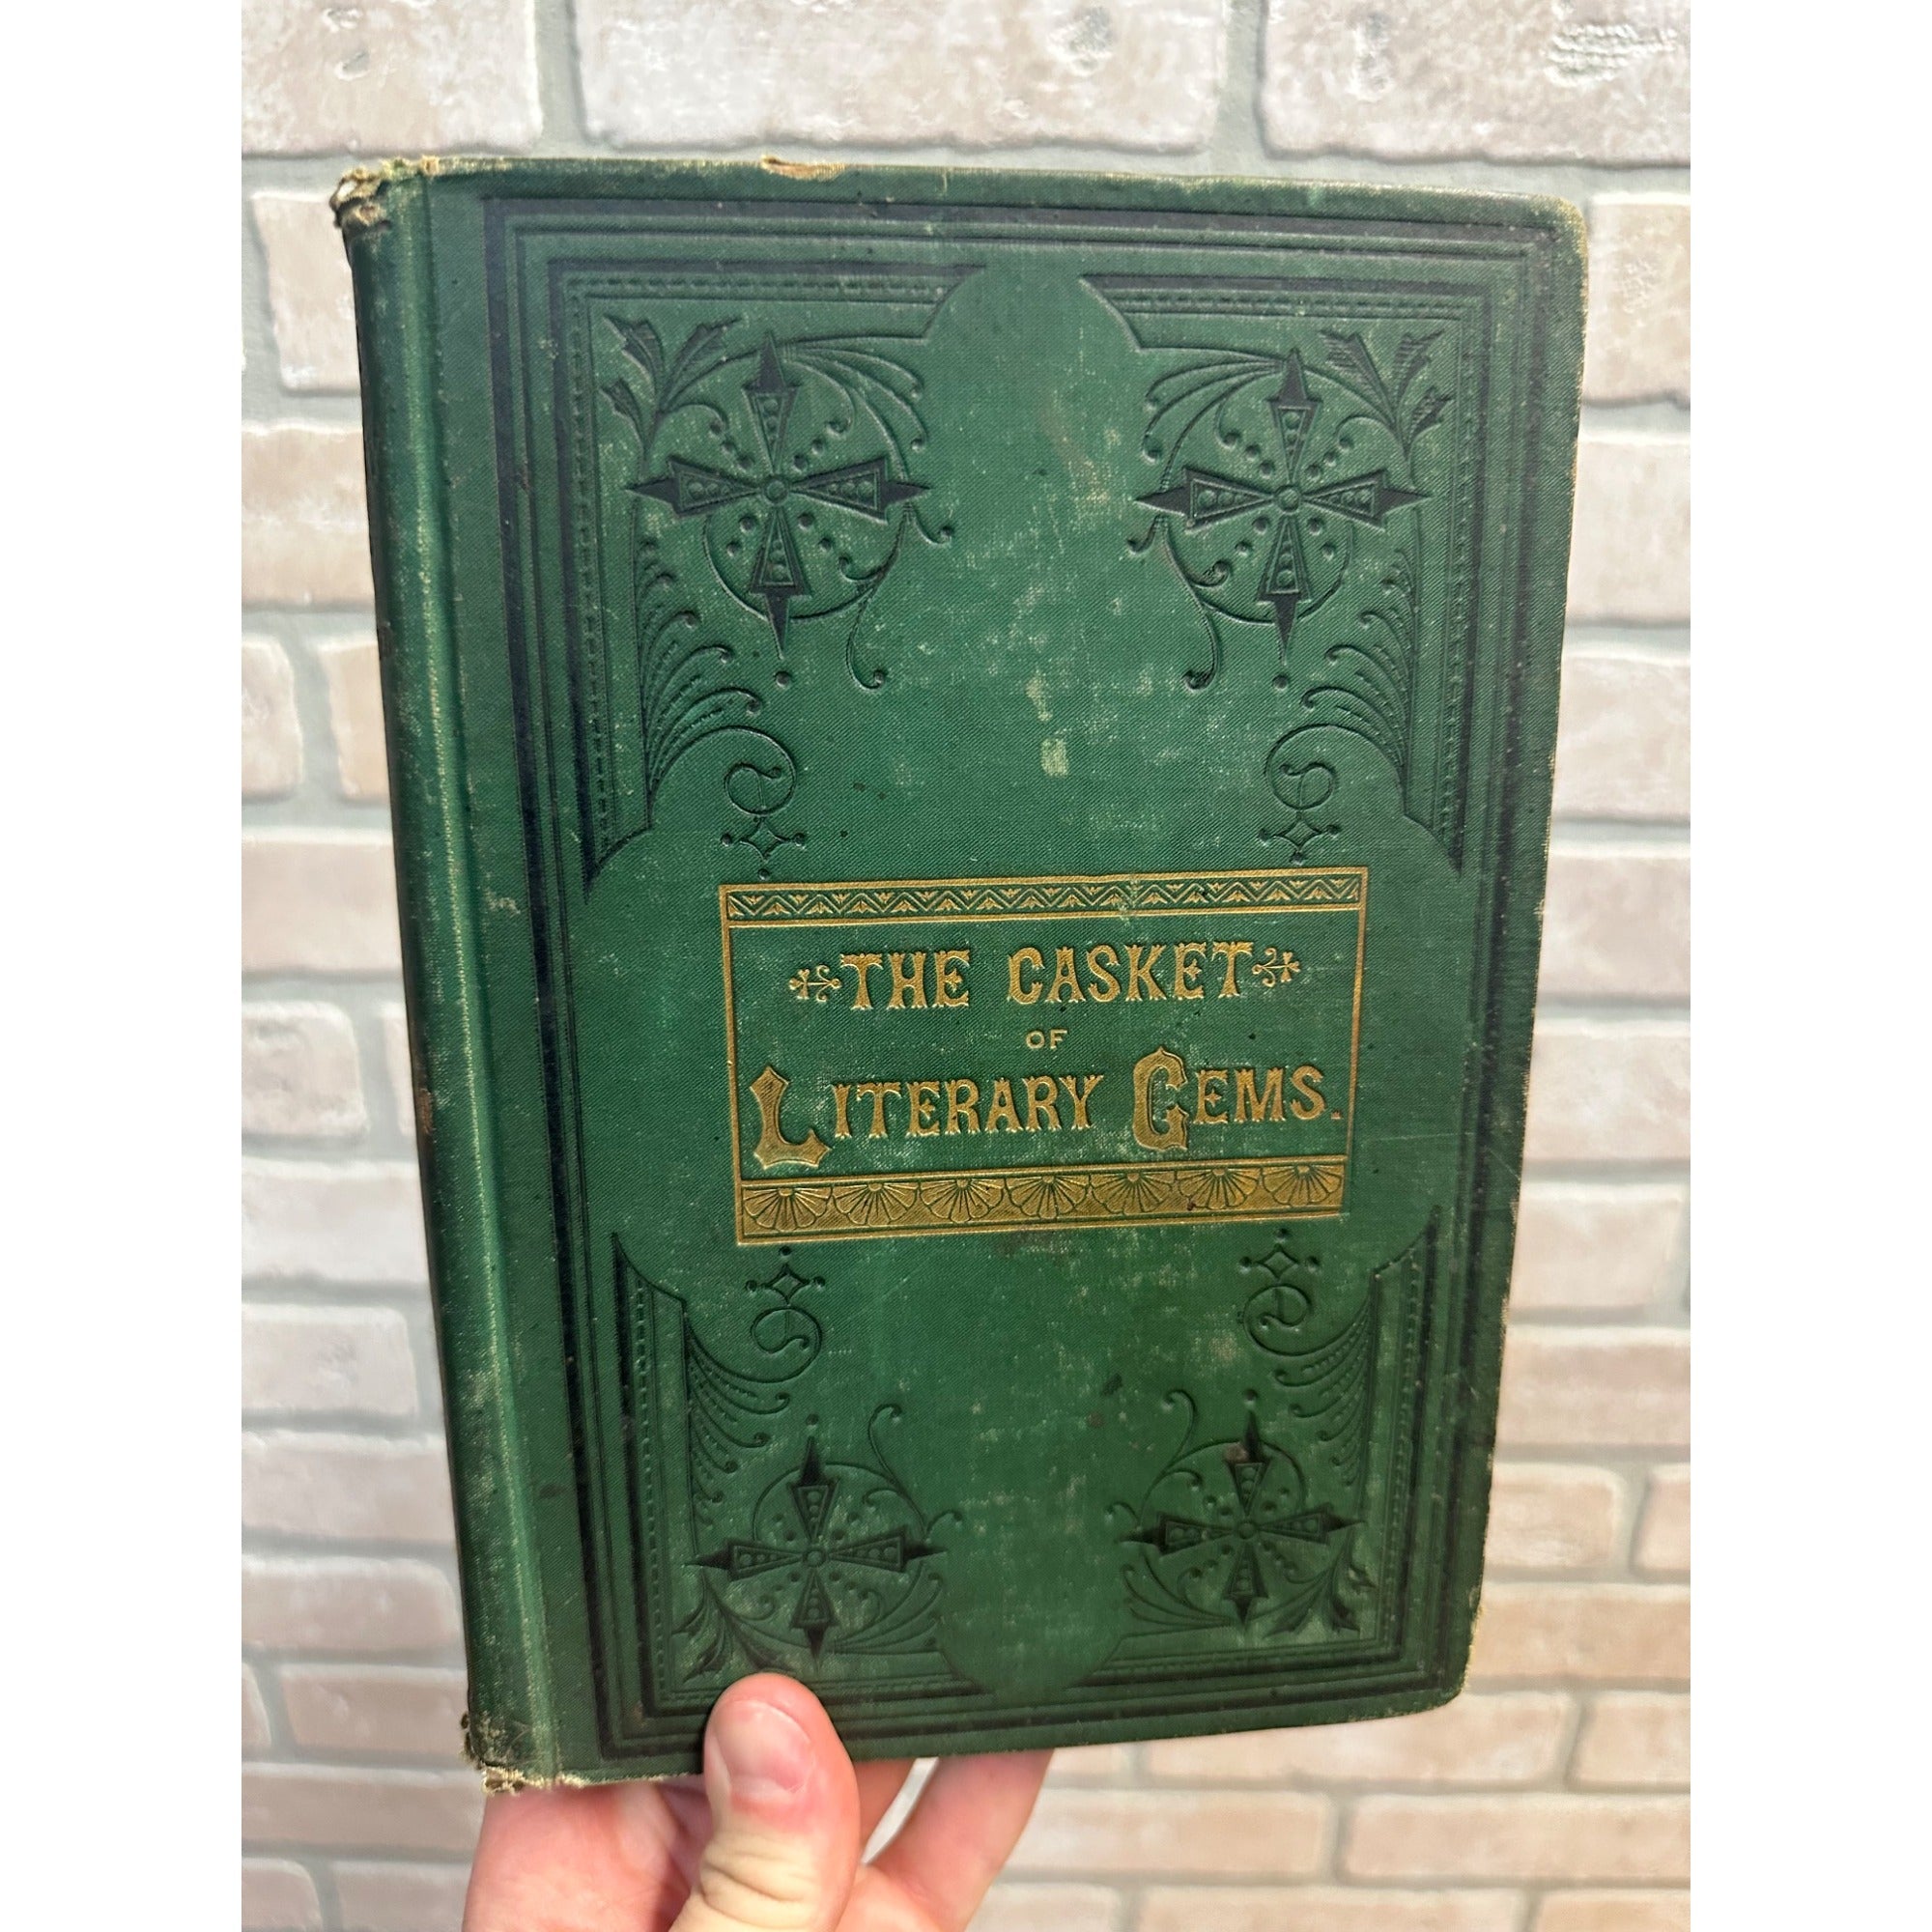 THE CASKET
OF
LITERARY GEMS.